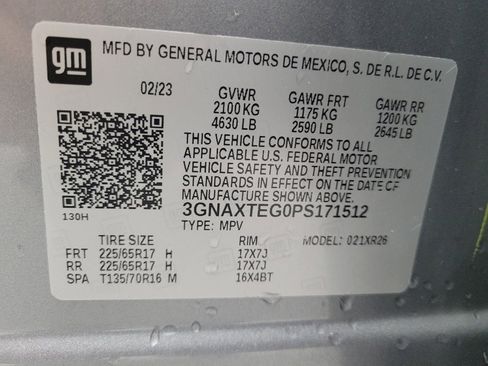 gm
MFD BY GENERAL MOTORS DE MEXICO, S. DE R.L. DE C.V.
02/23 GVWR GAWR FRT GAWR RR
2100 KG 1175 KG 1200 KG
4630 LB 2590 LB 2645 LB
THIS VEHICLE CONFORMS TO ALL
APPLICABLE U.S. FEDERAL MOTOR
VEHICLE SAFETY AND THEFT PREVENTION
STANDARDS IN EFFECT ON THE DATE OF
MANUFACTURE SHOWN ABOVE.
3GNAXTEG0PS171512
130H TYPE: MPV MODEL: 021XR26
TIRE SIZE RIM
FRT 225/65R17 H 17X7J
RR 225/65R17 H 17X7J
SPA T135/70R16 M 16X4BT